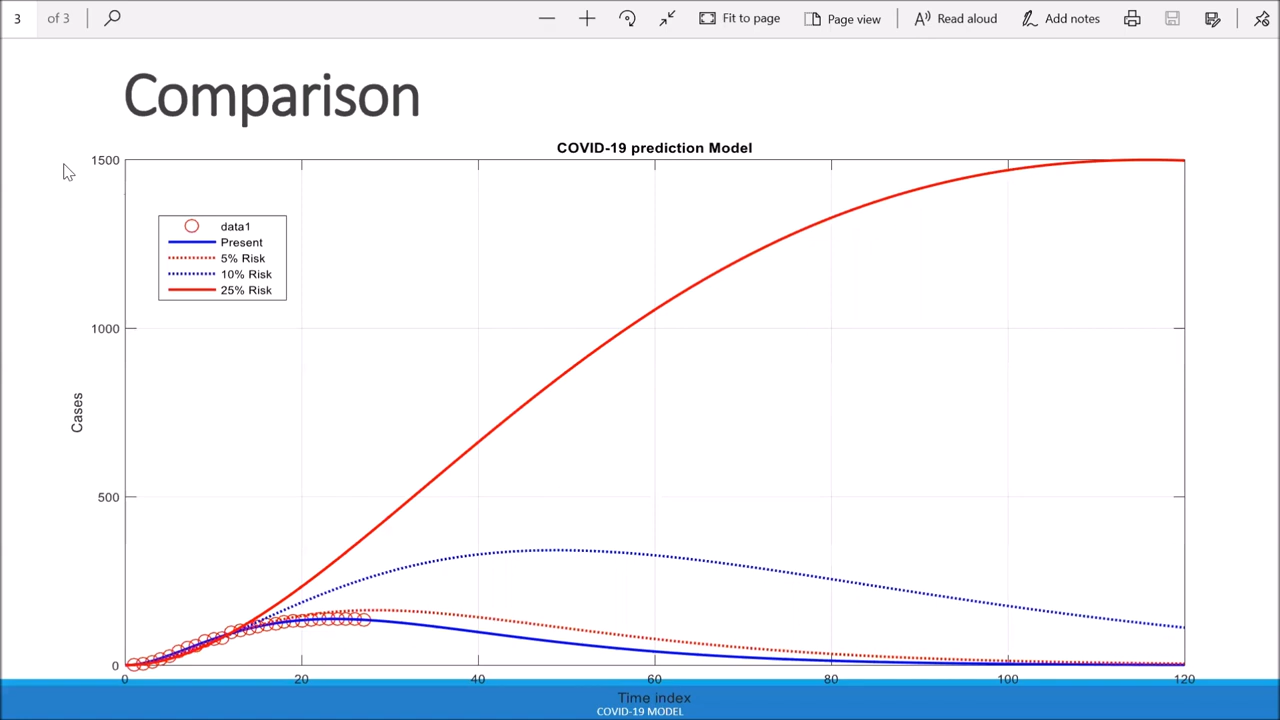 3 of 3 Fit to page Page view Read aloud Add notes
Comparison
COVID-19 prediction Model
1500
1000
500
0
Cases
data1
Present
5% Risk
10% Risk
25% Risk
0 20 40 60 80 100 120
Time index
COVID-19 MODEL